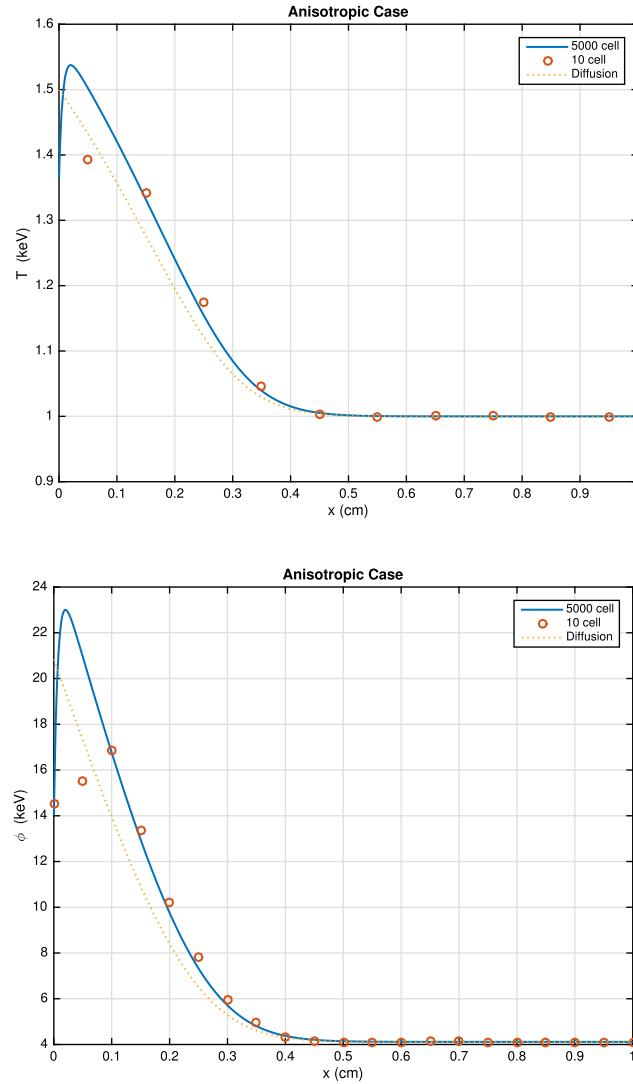 Anisotropic Case
1.6
1.5
1.4
1.3
1.2
1.1
1
0.9
T (keV)
5000 cell
10 cell
Diffusion
0 0.1 0.2 0.3 0.4 0.5 0.6 0.7 0.8 0.9
x (cm)
Anisotropic Case
24
22
20
18
16
14
12
10
8
6
4
ϕ (keV)
5000 cell
10 cell
Diffusion
0 0.1 0.2 0.3 0.4 0.5 0.6 0.7 0.8 0.9 1
x (cm)